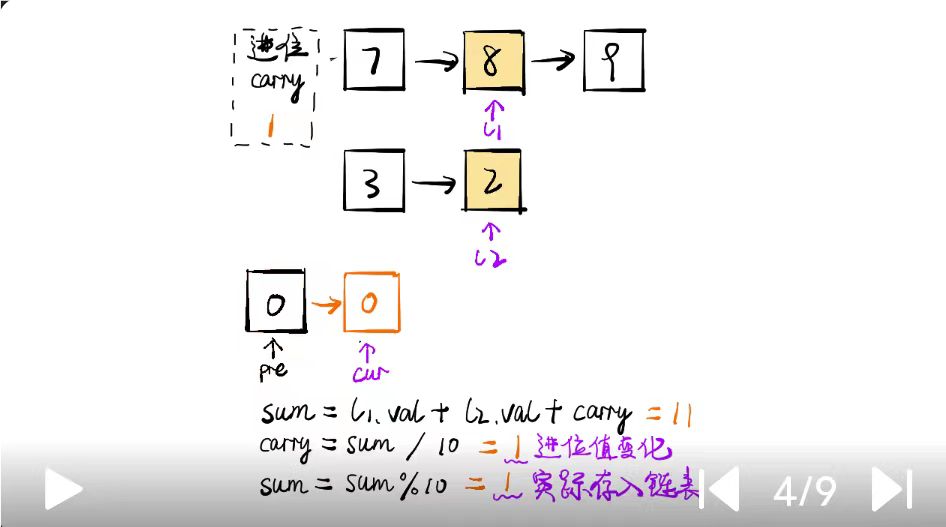 进位
carry
1
7 → 8 → 9
↑
l1
3 → 2
↑
l2
0 → 0
↑ ↑
pre cur
sum = l1.val + l2.val + carry = 11
carry = sum / 10 = 1 进位值变化
sum = sum%10 = 1 实际存入链表
4/9